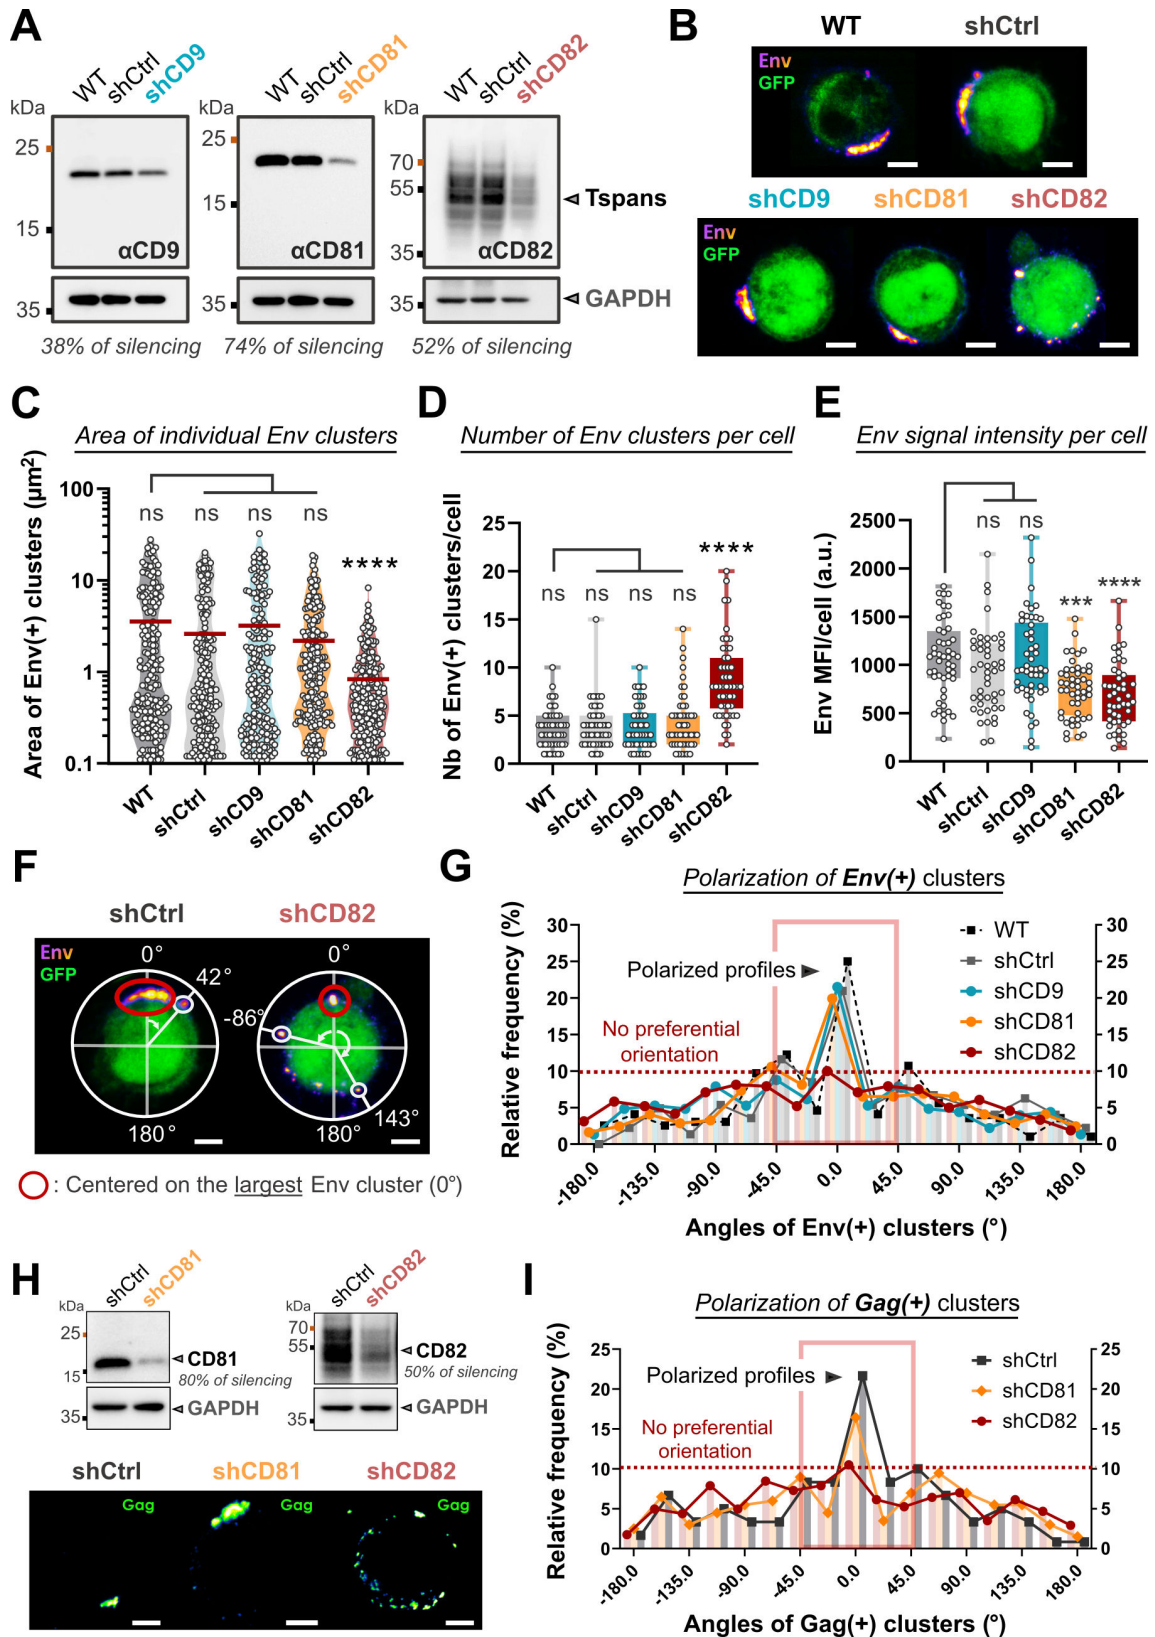 A
WT
shCtrl
shCD9
kDa
25
15
αCD9
35
38% of silencing
WT
shCtrl
shCD81
kDa
25
15
αCD81
35
74% of silencing
WT
shCtrl
shCD82
kDa
70
55
35
αCD82
Tspans
35
GAPDH
52% of silencing
B
WT
shCtrl
Env
GFP
shCD9
shCD81
shCD82
Env
GFP
C
Area of individual Env clusters
Area of Env(+) clusters (µm²)
100
10
1
0.1
ns
ns
ns
ns
****
WT
shCtrl
shCD9
shCD81
shCD82
D
Number of Env clusters per cell
Nb of Env(+) clusters/cell
25
20
15
10
5
0
ns
ns
ns
ns
****
WT
shCtrl
shCD9
shCD81
shCD82
E
Env signal intensity per cell
Env MFI/cell (a.u.)
2500
2000
1500
1000
500
0
ns
ns
***
****
WT
shCtrl
shCD9
shCD81
shCD82
F
shCtrl
shCD82
Env
GFP
0°
42°
180°
0°
-86°
143°
180°
: Centered on the largest Env cluster (0°)
G
Polarization of Env(+) clusters
Relative frequency (%)
30
25
20
15
10
5
0
30
25
20
15
10
5
0
Polarized profiles
No preferential
orientation
WT
shCtrl
shCD9
shCD81
shCD82
-180.0
-135.0
-90.0
-45.0
0.0
45.0
90.0
135.0
180.0
Angles of Env(+) clusters (°)
H
shCtrl
shCD81
kDa
25
15
CD81
80% of silencing
35
GAPDH
shCtrl
shCD82
kDa
70
55
CD82
50% of silencing
35
GAPDH
shCtrl
shCD81
shCD82
Gag
Gag
Gag
I
Polarization of Gag(+) clusters
Relative frequency (%)
25
20
15
10
5
0
25
20
15
10
5
0
Polarized profiles
No preferential
orientation
shCtrl
shCD81
shCD82
-180.0
-135.0
-90.0
-45.0
0.0
45.0
90.0
135.0
180.0
Angles of Gag(+) clusters (°)